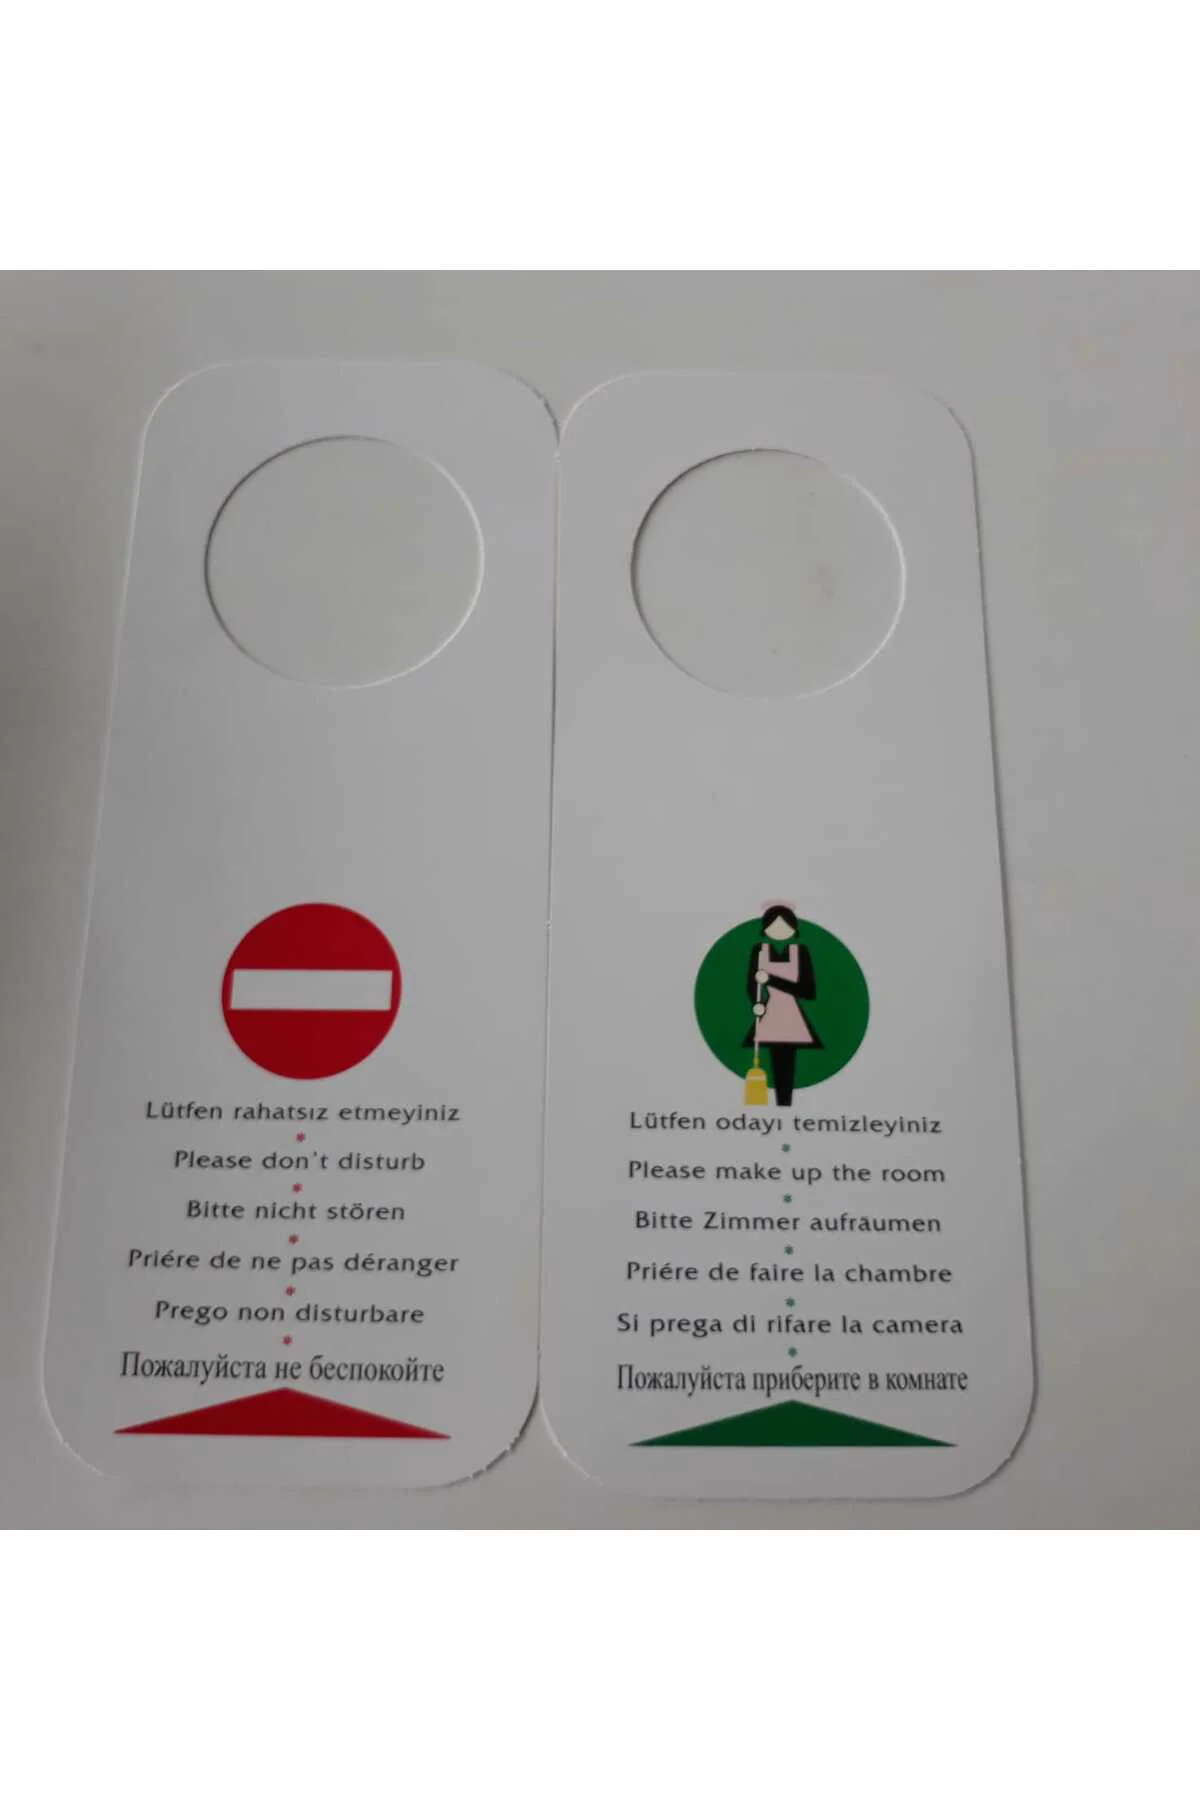 Lütfen rahatsız etmeyiniz
Please don't disturb
Bitte nicht stören
Priére de ne pas déranger
Prego non disturbare
Пожалуйста не беспокойте
Lütfen odayı temizleyiniz
Please make up the room
Bitte Zimmer aufräumen
Priére de faire la chambre
Si prega di rifare la camera
Пожалуйста приберите в комнате